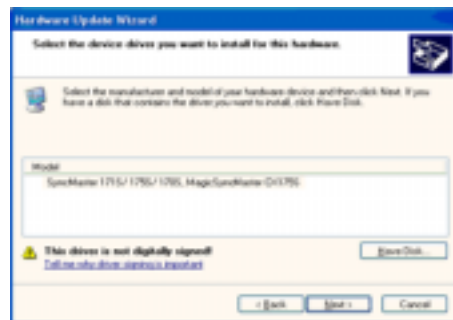 Hardware Update Wizard
Select the device driver you want to install for this hardware.
Select the manufacturer and model of your hardware device and then click Next. If you
have a disk that contains the driver you want to install, click Have Disk.
Model
SyncMaster 171S/ 175S/ 170S, MagicSyncMaster
This driver is not digitally signed!
Tell me why driver signing is important
Have Disk...
< Back
Next >
Cancel